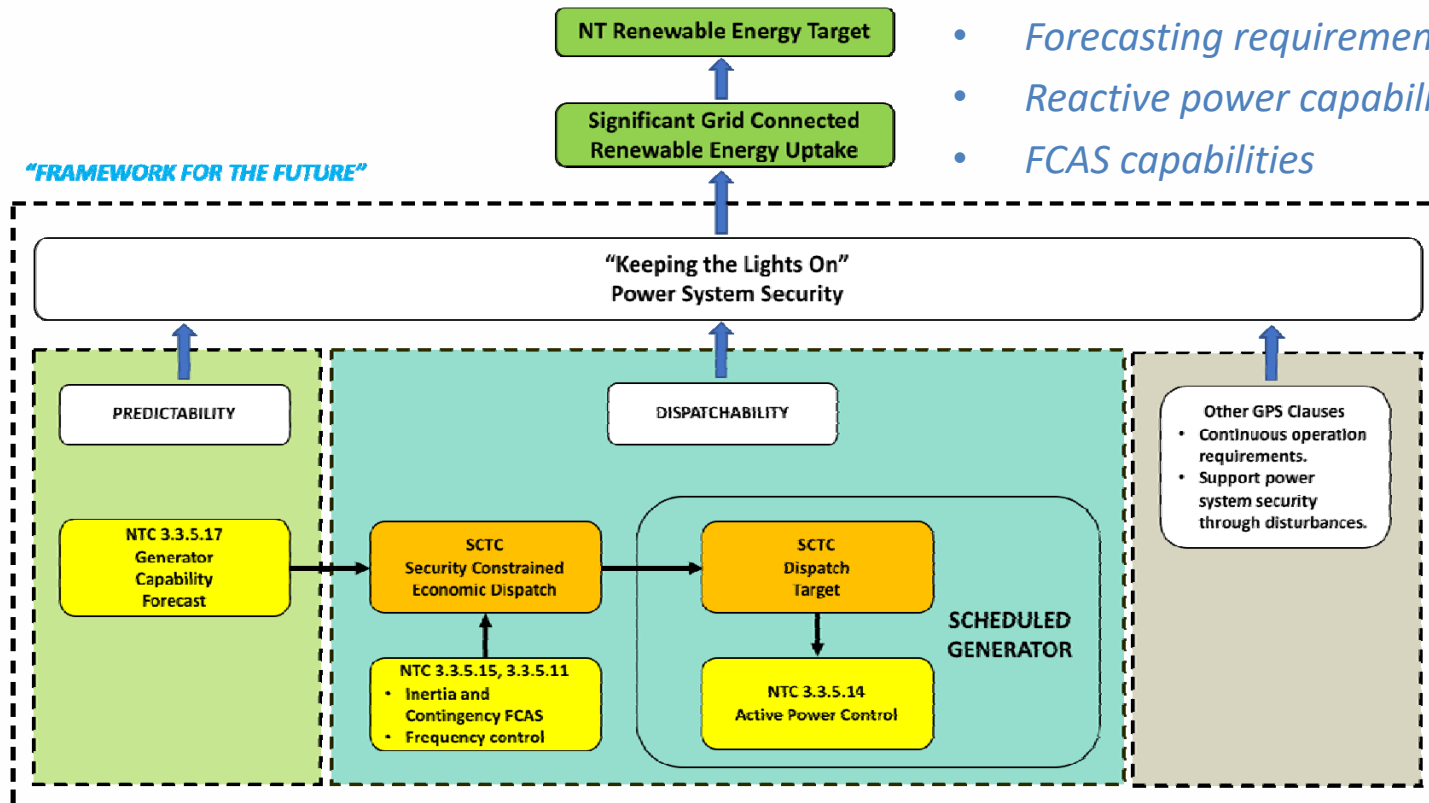 NT Renewable Energy Target
• Forecasting
• Reactive power
• FCAS capabilities
Significant Grid Connected
Renewable Energy Uptake
“FRAMEWORK FOR THE FUTURE”
“Keeping the Lights On”
Power System Security
PREDICTABILITY
NTC 3.3.5.17
Generator
Capability
Forecast
DISPATCHABILITY
SCTC
Security Constrained
Economic Dispatch
NTC 3.3.5.15, 3.3.5.11
• Inertia and
Contingency FCAS
• Frequency control
SCTC
Dispatch
Target
SCHEDULED
GENERATOR
NTC 3.3.5.14
Active Power Control
Other GPS Clauses
• Continuous operation
requirements.
• Support power
system security
through disturbances.